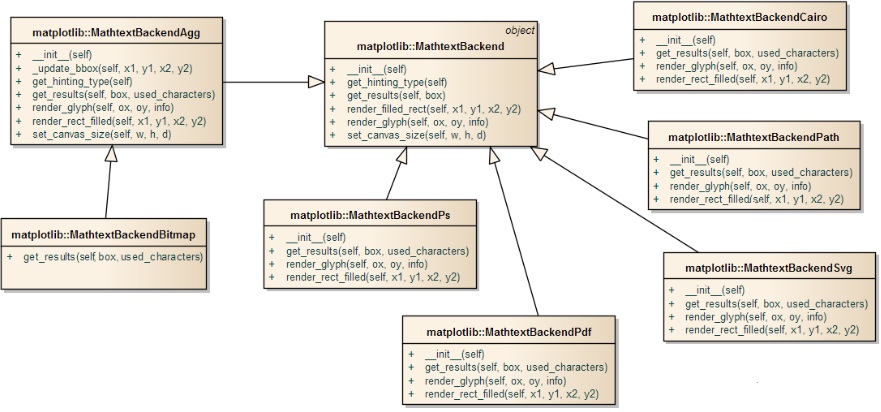 matplotlib::MathtextBackendAgg
+ __init__(self)
+ _update_bbox(self, x1, y1, x2, y2)
+ get_hinting_type(self)
+ get_results(self, box, used_characters)
+ render_glyph(self, ox, oy, info)
+ render_rect_filled(self, x1, y1, x2, y2)
+ set_canvas_size(self, w, h, d)
object
matplotlib::MathtextBackend
+ __init__(self)
+ get_hinting_type(self)
+ get_results(self, box)
+ render_filled_rect(self, x1, y1, x2, y2)
+ render_glyph(self, ox, oy, info)
+ set_canvas_size(self, w, h, d)
matplotlib::MathtextBackendCairo
+ __init__(self)
+ get_results(self, box, used_characters)
+ render_glyph(self, ox, oy, info)
+ render_rect_filled(self, x1, y1, x2, y2)
matplotlib::MathtextBackendPath
+ __init__(self)
+ get_results(self, box, used_characters)
+ render_glyph(self, ox, oy, info)
+ render_rect_filled(self, x1, y1, x2, y2)
matplotlib::MathtextBackendBitmap
+ get_results(self, box, used_characters)
matplotlib::MathtextBackendPs
+ __init__(self)
+ get_results(self, box, used_characters)
+ render_glyph(self, ox, oy, info)
+ render_rect_filled(self, x1, y1, x2, y2)
matplotlib::MathtextBackendSvg
+ __init__(self)
+ get_results(self, box, used_characters)
+ render_glyph(self, ox, oy, info)
+ render_rect_filled(self, x1, y1, x2, y2)
matplotlib::MathtextBackendPdf
+ __init__(self)
+ get_results(self, box, used_characters)
+ render_glyph(self, ox, oy, info)
+ render_rect_filled(self, x1, y1, x2, y2)